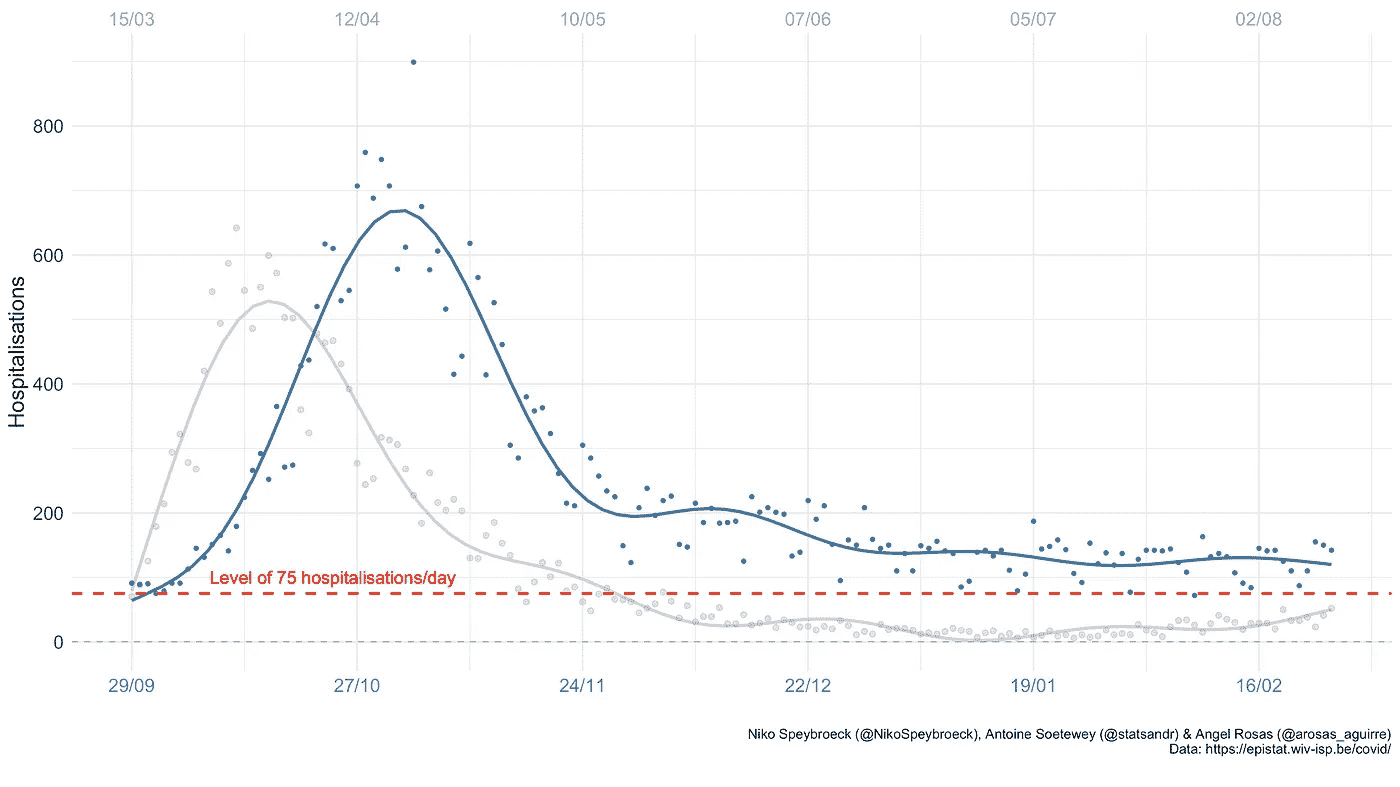 15/03 12/04 10/05 07/06 05/07 02/08
800
600
400
200
0
Hospitalisations
Level of 75 hospitalisations/day
29/09 27/10 24/11 22/12 19/01 16/02
Niko Speybroeck (@NikoSpeybroeck), Antoine Soetewey (@statsandr) & Angel Rosas (@arosas_aguirre)
Data: https://epistat.wiv-isp.be/covid/